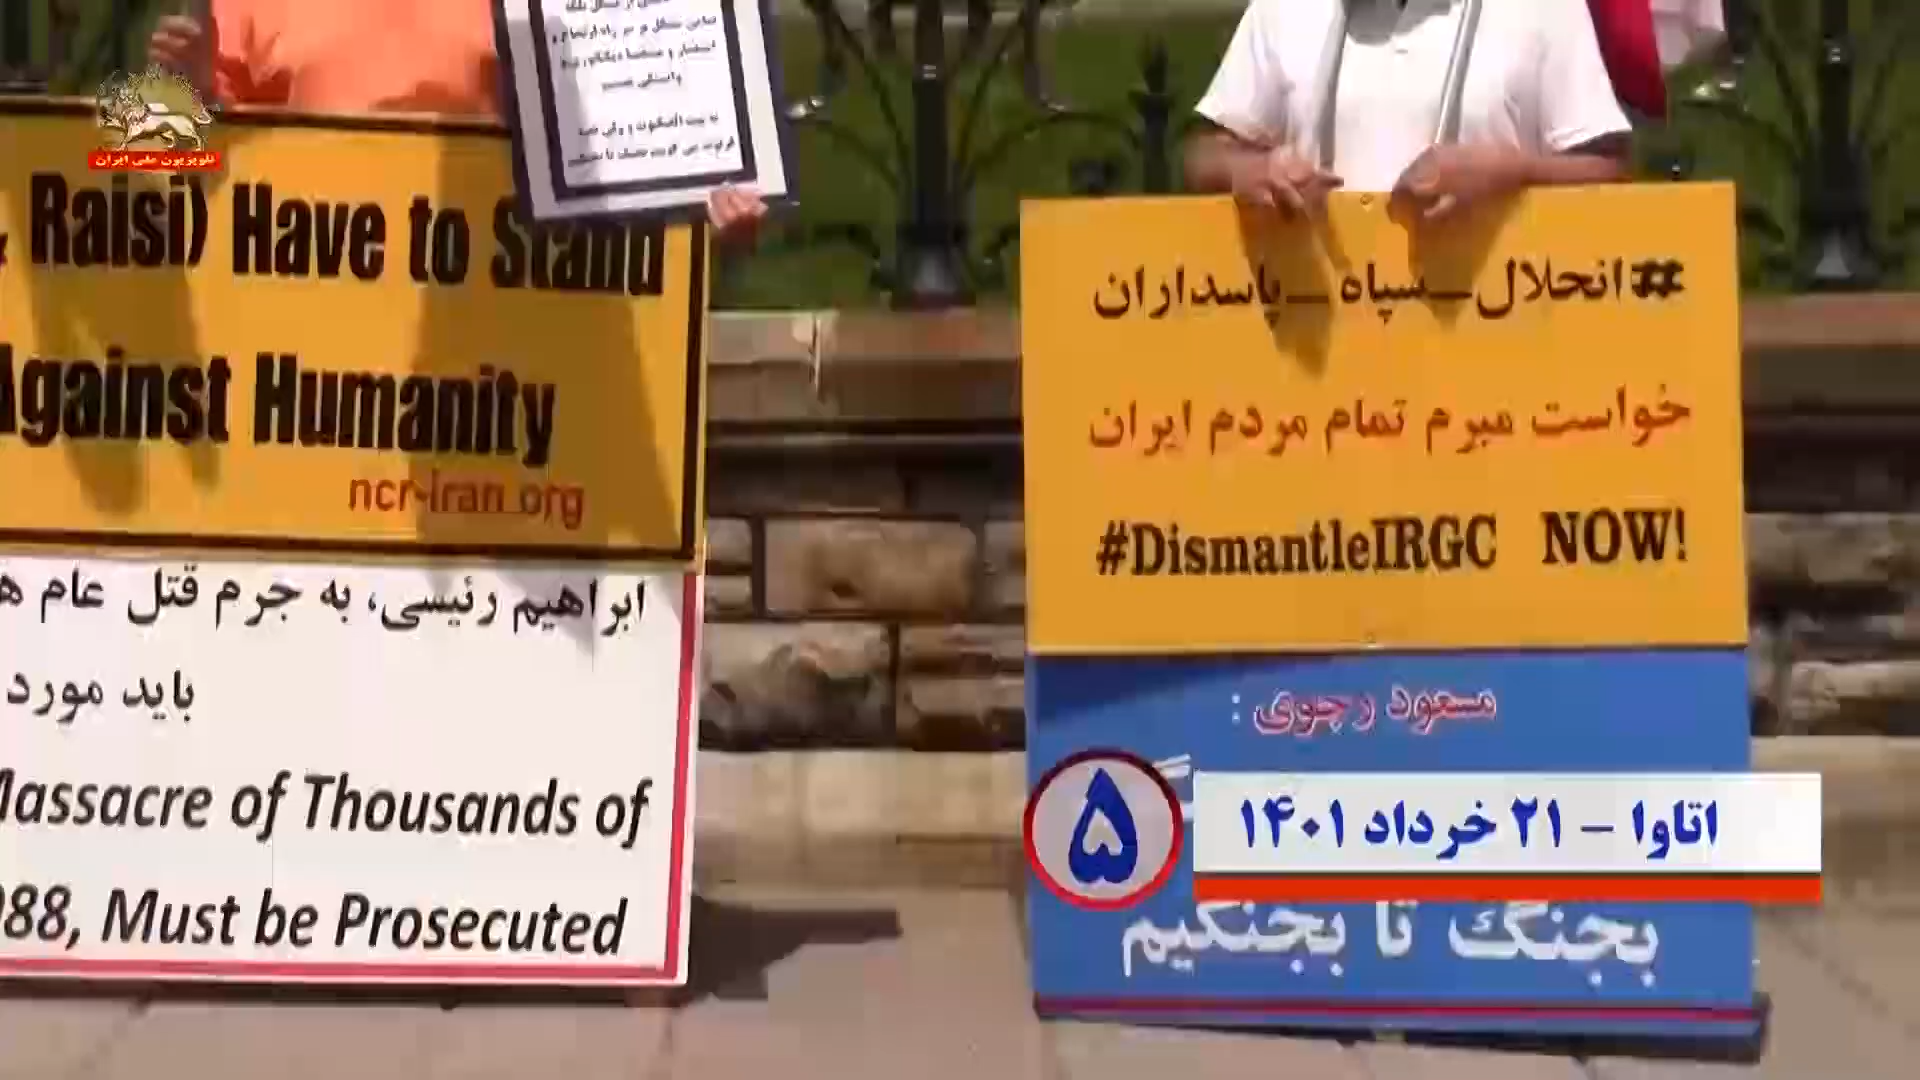 تلویزیون ملی ایران
Raisi) Have to Stand
Against Humanity
ncr-iran.org
ابراهیم رئیسی، به جرم قتل عام
باید مورد
Massacre of Thousands of
Must be Prosecuted
#انحلال_سپاه_پاسداران
خواست مبرم تمام مردم ایران
#DismantleIRGC NOW!
مسعود رجوی :
۵
اتاوا – ۲۱ خرداد ۱۴۰۱
بجنگ تا بجنگیم